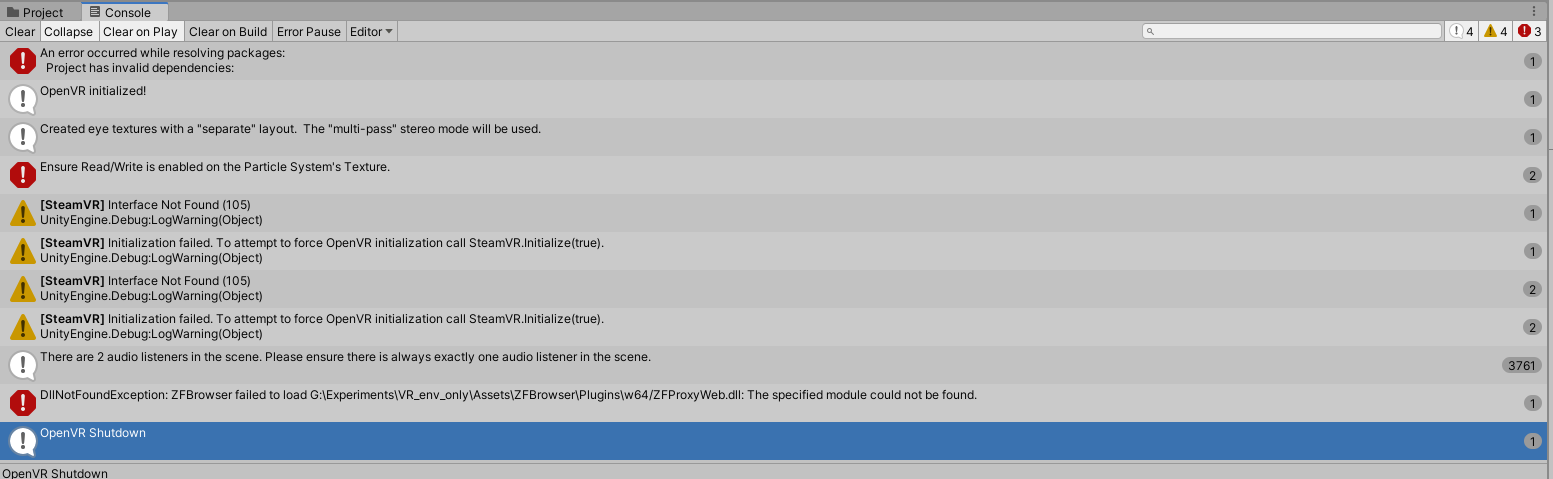 Project Console
Clear Collapse Clear on Play Clear on Build Error Pause Editor 4 4 3
An error occurred while resolving packages:
Project has invalid dependencies:
1
OpenVR initialized!
1
Created eye textures with a "separate" layout.  The "multi-pass" stereo mode will be used.
1
Ensure Read/Write is enabled on the Particle System's Texture.
2
[SteamVR] Interface Not Found (105)
UnityEngine.Debug:LogWarning(Object)
1
[SteamVR] Initialization failed. To attempt to force OpenVR initialization call SteamVR.Initialize(true).
UnityEngine.Debug:LogWarning(Object)
1
[SteamVR] Interface Not Found (105)
UnityEngine.Debug:LogWarning(Object)
2
[SteamVR] Initialization failed. To attempt to force OpenVR initialization call SteamVR.Initialize(true).
UnityEngine.Debug:LogWarning(Object)
2
There are 2 audio listeners in the scene. Please ensure there is always exactly one audio listener in the scene.
3761
DllNotFoundException: ZFBrowser failed to load G:\Experiments\VR_env_only\Assets\ZFBrowser\Plugins\w64/ZFProxyWeb.dll: The specified module could not be found.
1
OpenVR Shutdown
1
OpenVR Shutdown